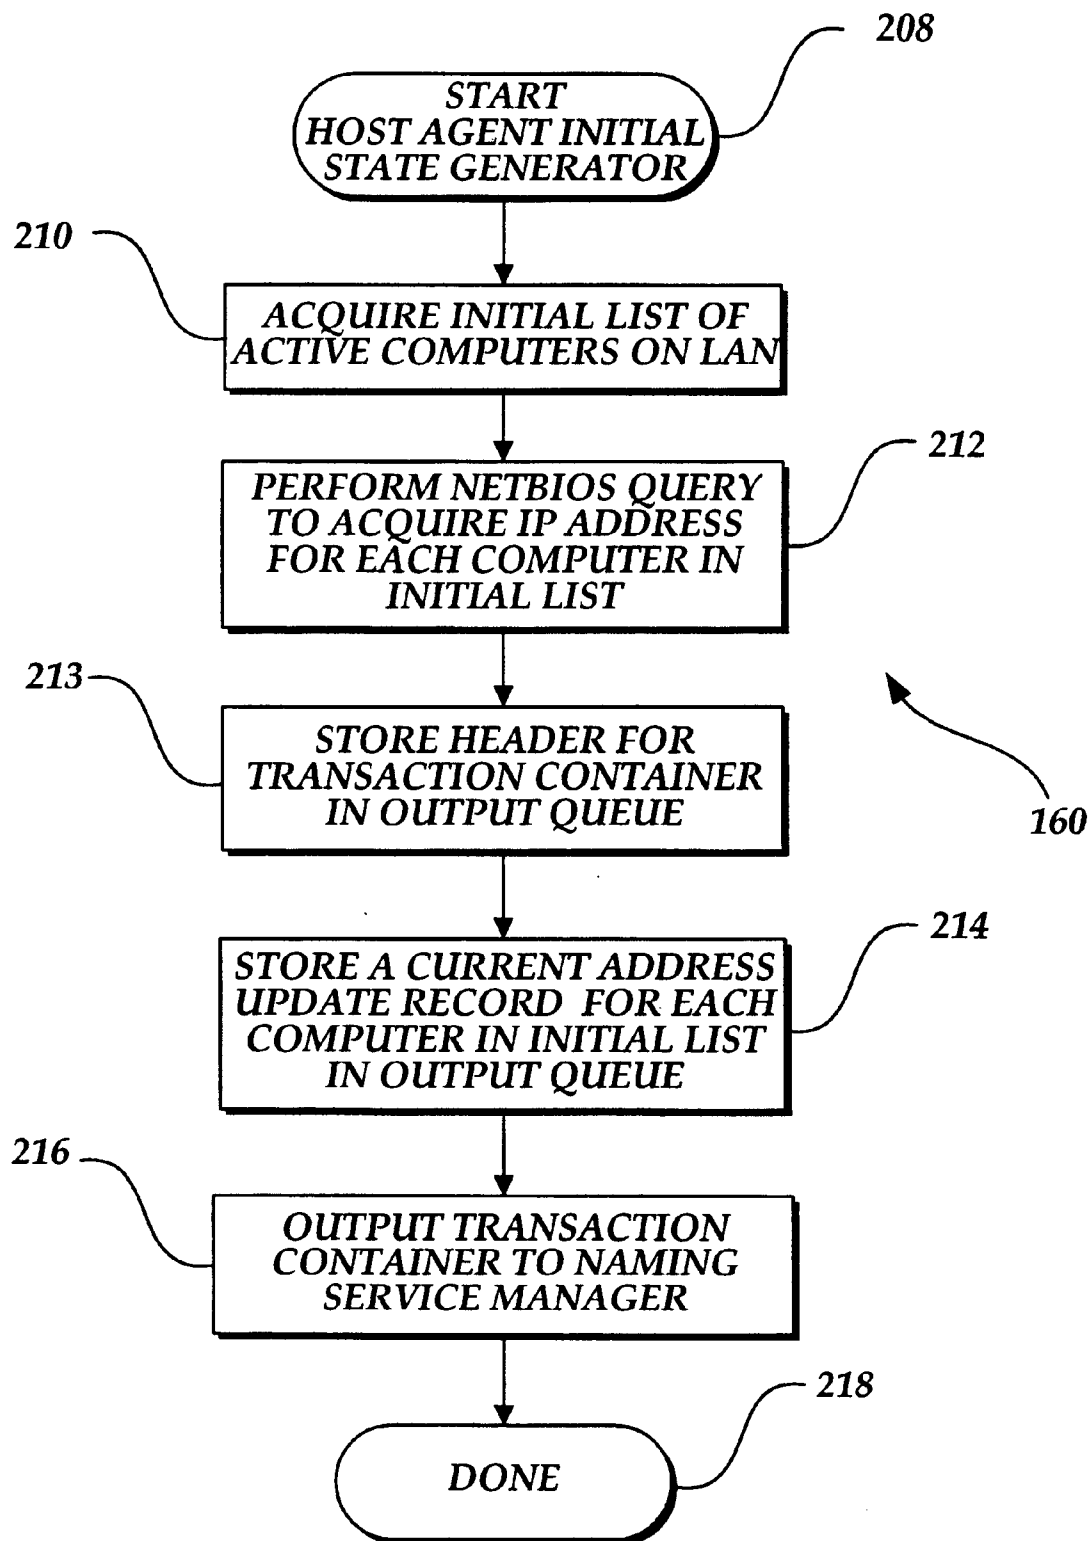 208
START
HOST AGENT INITIAL
STATE GENERATOR
210
ACQUIRE INITIAL LIST OF
ACTIVE COMPUTERS ON LAN
212
PERFORM NETBIOS QUERY
TO ACQUIRE IP ADDRESS
FOR EACH COMPUTER IN
INITIAL LIST
213
STORE HEADER FOR
TRANSACTION CONTAINER
IN OUTPUT QUEUE
160
214
STORE A CURRENT ADDRESS
UPDATE RECORD FOR EACH
COMPUTER IN INITIAL LIST
IN OUTPUT QUEUE
216
OUTPUT TRANSACTION
CONTAINER TO NAMING
SERVICE MANAGER
218
DONE